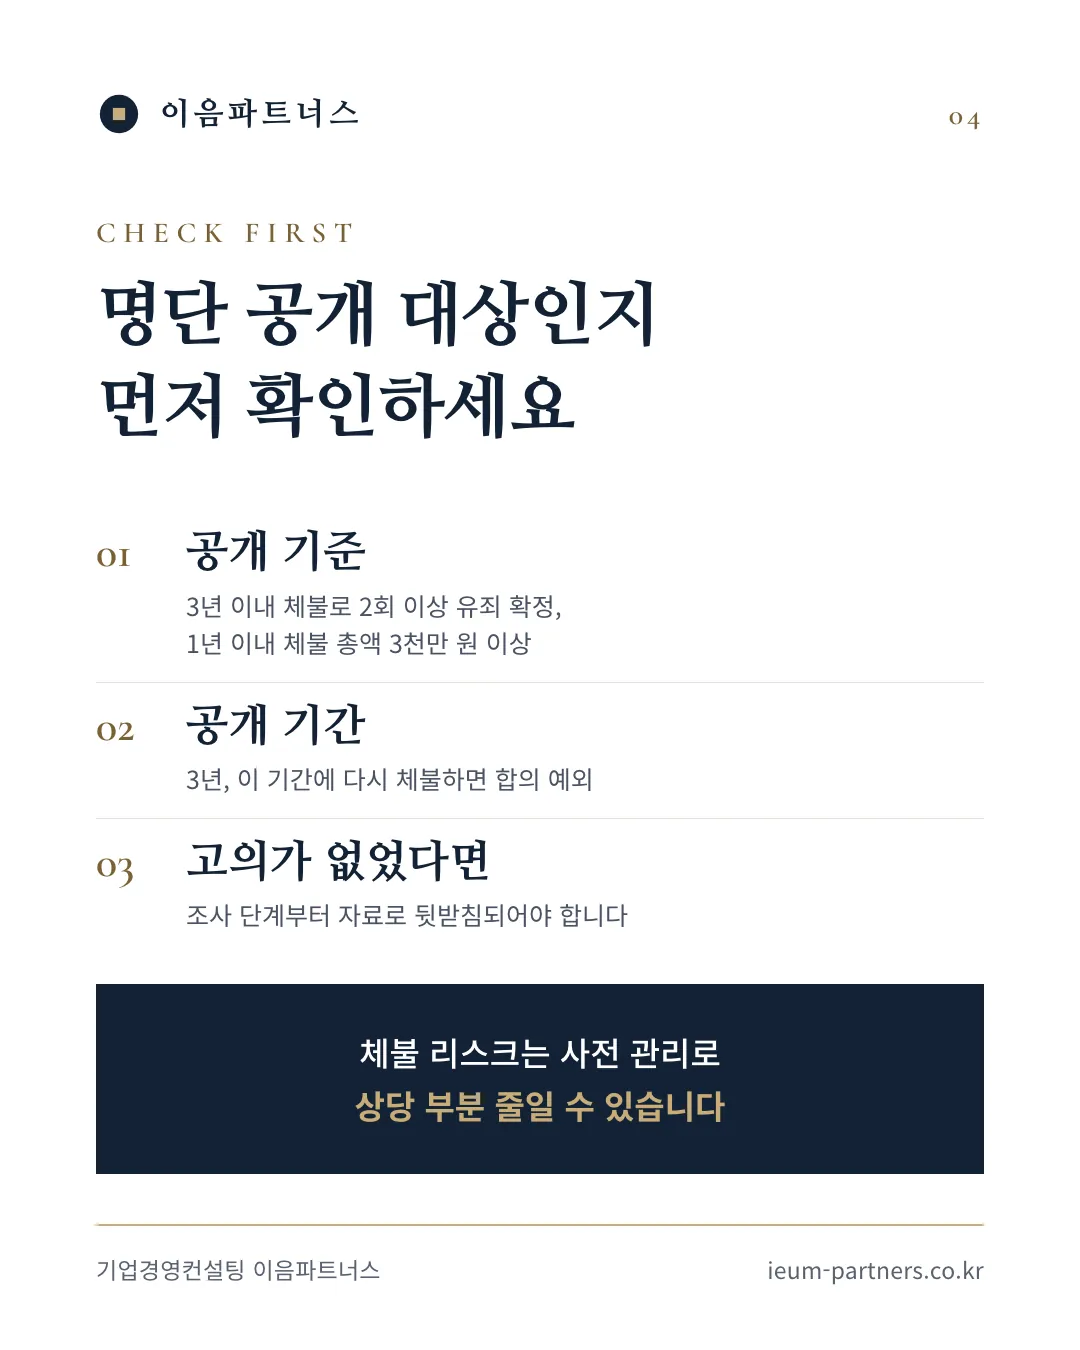 이음파트너스
04
CHECK FIRST
명단 공개 대상인지
먼저 확인하세요
01 공개 기준
3년 이내 체불로 2회 이상 유죄 확정,
1년 이내 체불 총액 3천만 원 이상
02 공개 기간
3년, 이 기간에 다시 체불하면 합의 예외
03 고의가 없었다면
조사 단계부터 자료로 뒷받침되어야 합니다
체불 리스크는 사전 관리로
상당 부분 줄일 수 있습니다
기업경영컨설팅 이음파트너스
ieum-partners.co.kr